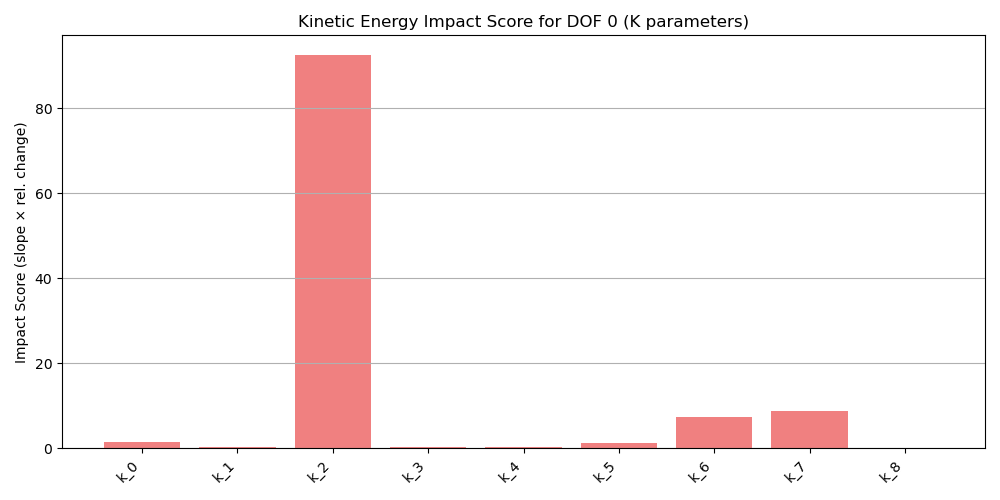 Kinetic Energy Impact Score for DOF 0 (K parameters)
Impact Score (slope × rel. change)
80
60
40
20
0
k_0
k_1
k_2
k_3
k_4
k_5
k_6
k_7
k_8